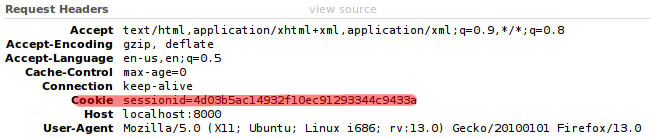 Request Headers view source
Accept text/html,application/xhtml+xml,application/xml;q=0.9,*/*;q=0.8
Accept-Encoding gzip, deflate
Accept-Language en-us,en;q=0.5
Cache-Control max-age=0
Connection keep-alive
Cookie sessionid=4d03b5ac14932f10ec91293344c9433a
Host localhost:8000
User-Agent Mozilla/5.0 (X11; Ubuntu; Linux i686; rv:13.0) Gecko/20100101 Firefox/13.0